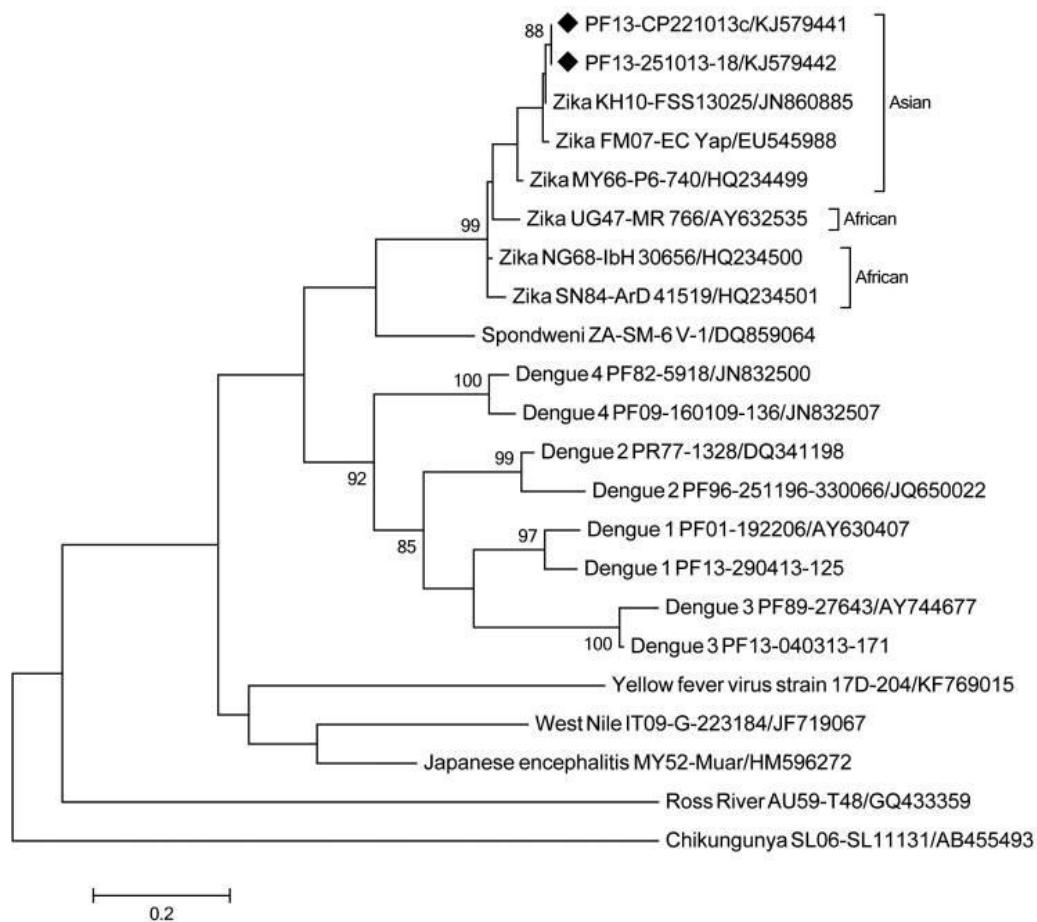 88
PF13-CP221013c/KJ579441
PF13-251013-18/KJ579442
Zika KH10-FSS13025/JN860885
Asian
Zika FM07-EC Yap/EU545988
Zika MY66-P6-740/HQ234499
Zika UG47-MR 766/AY632535
African
99
Zika NG68-IbH 30656/HQ234500
African
Zika SN84-ArD 41519/HQ234501
Spondweni ZA-SM-6 V-1/DQ859064
100
Dengue 4 PF82-5918/JN832500
Dengue 4 PF09-160109-136/JN832507
92
Dengue 2 PR77-1328/DQ341198
99
Dengue 2 PF96-251196-330066/JQ650022
85
Dengue 1 PF01-192206/AY630407
97
Dengue 1 PF13-290413-125
Dengue 3 PF89-27643/AY744677
100
Dengue 3 PF13-040313-171
Yellow fever virus strain 17D-204/KF769015
West Nile IT09-G-223184/JF719067
Japanese encephalitis MY52-Muar/HM596272
Ross River AU59-T48/GQ433359
Chikungunya SL06-SL11131/AB455493
0.2